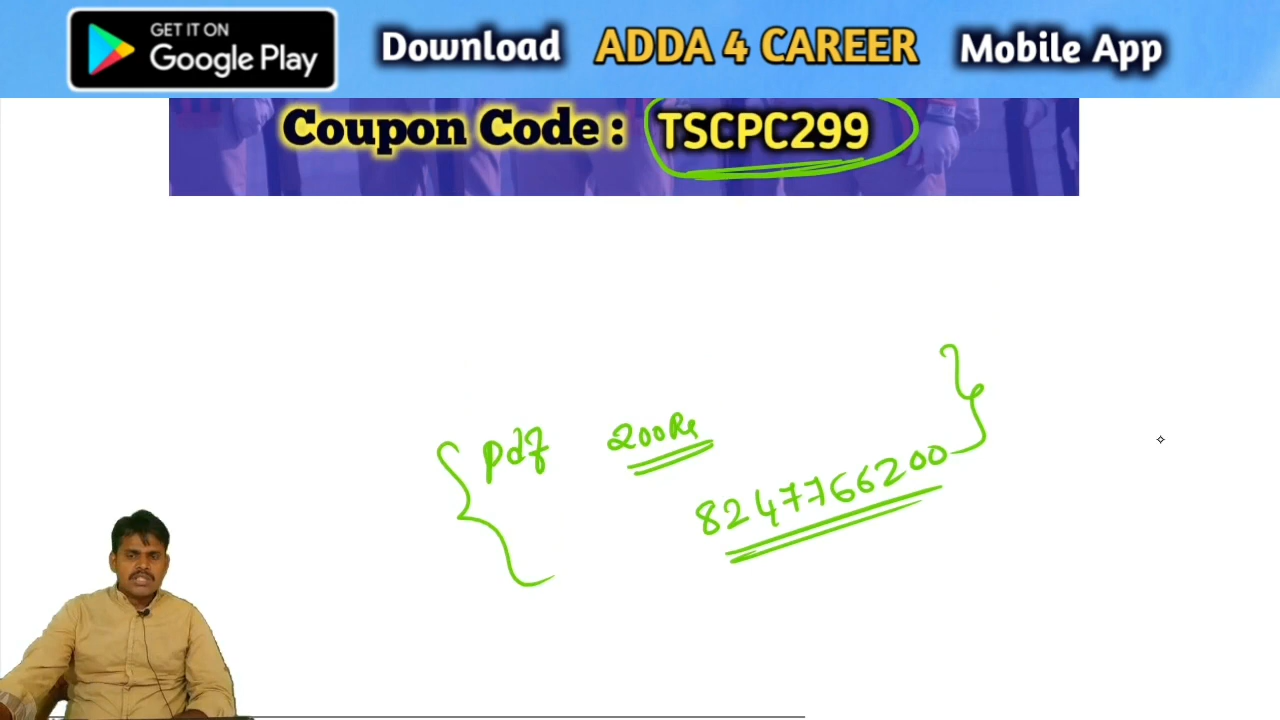 GET IT ON
Google Play
Download ADDA 4 CAREER Mobile App
Coupon Code : TSCPC299
pdf 200Rs
8247766200